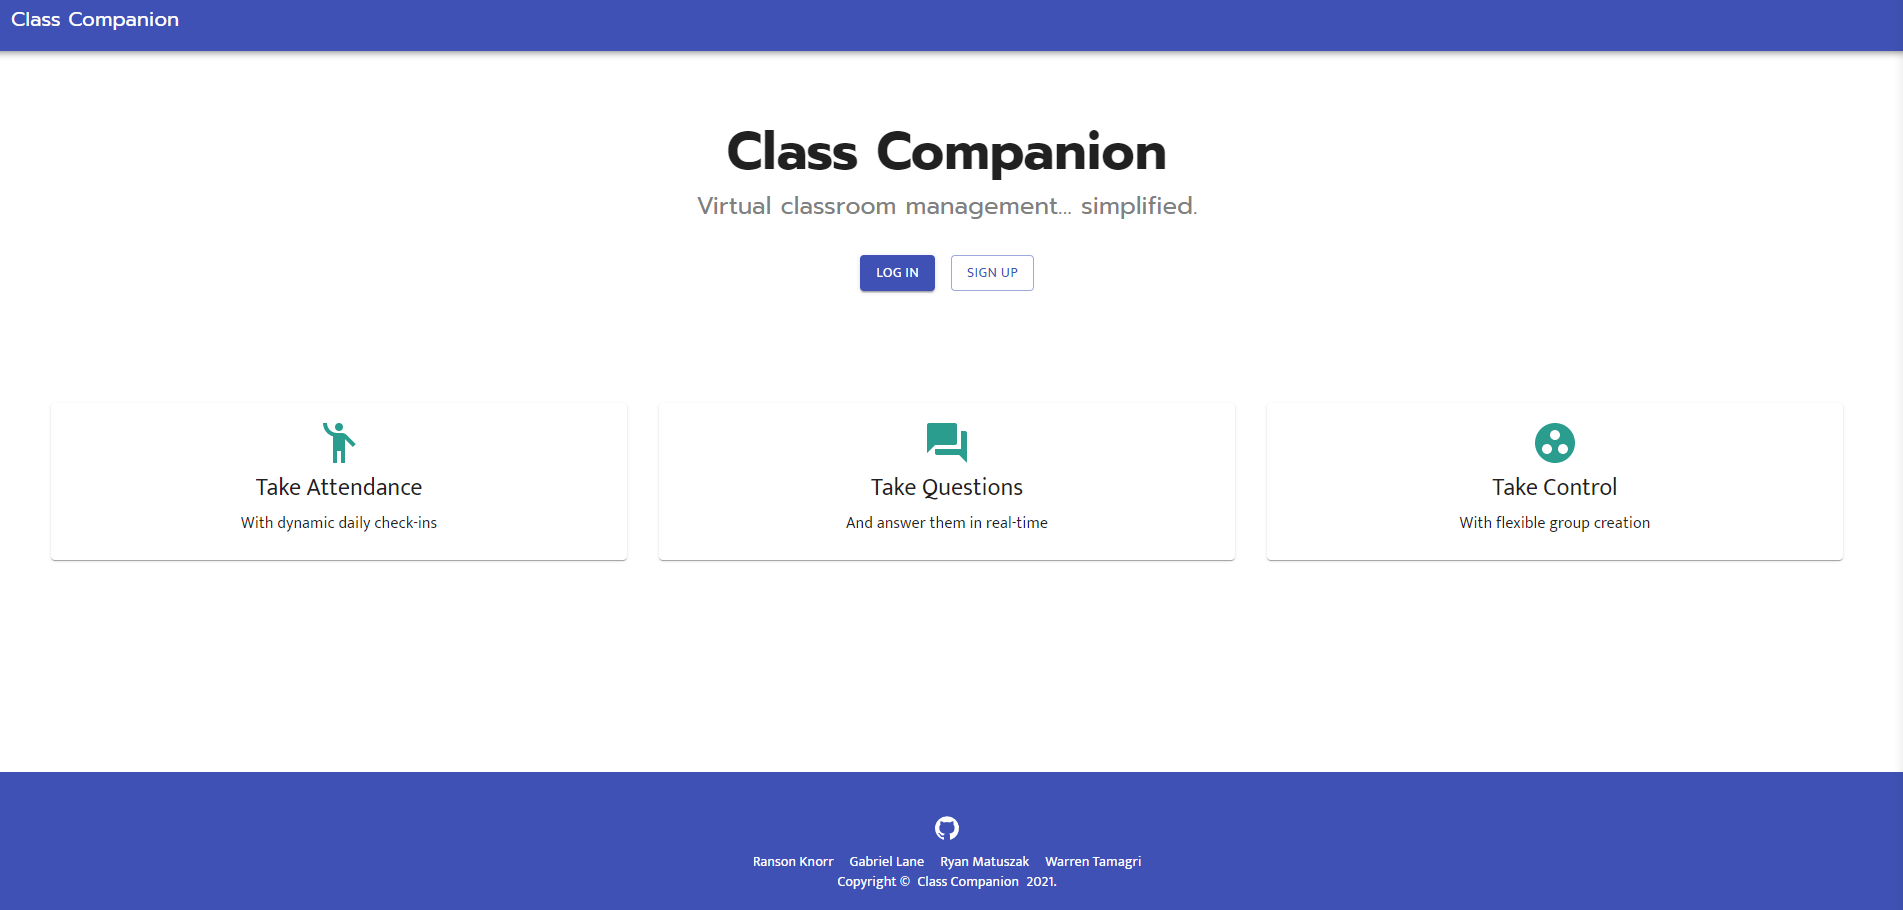 Class Companion
Class Companion
Virtual classroom management... simplified.
LOG IN SIGN UP
Take Attendance
With dynamic daily check-ins
Take Questions
And answer them in real-time
Take Control
With flexible group creation
Ranson Knorr Gabriel Lane Ryan Matuszak Warren Tamagri
Copyright © Class Companion 2021.